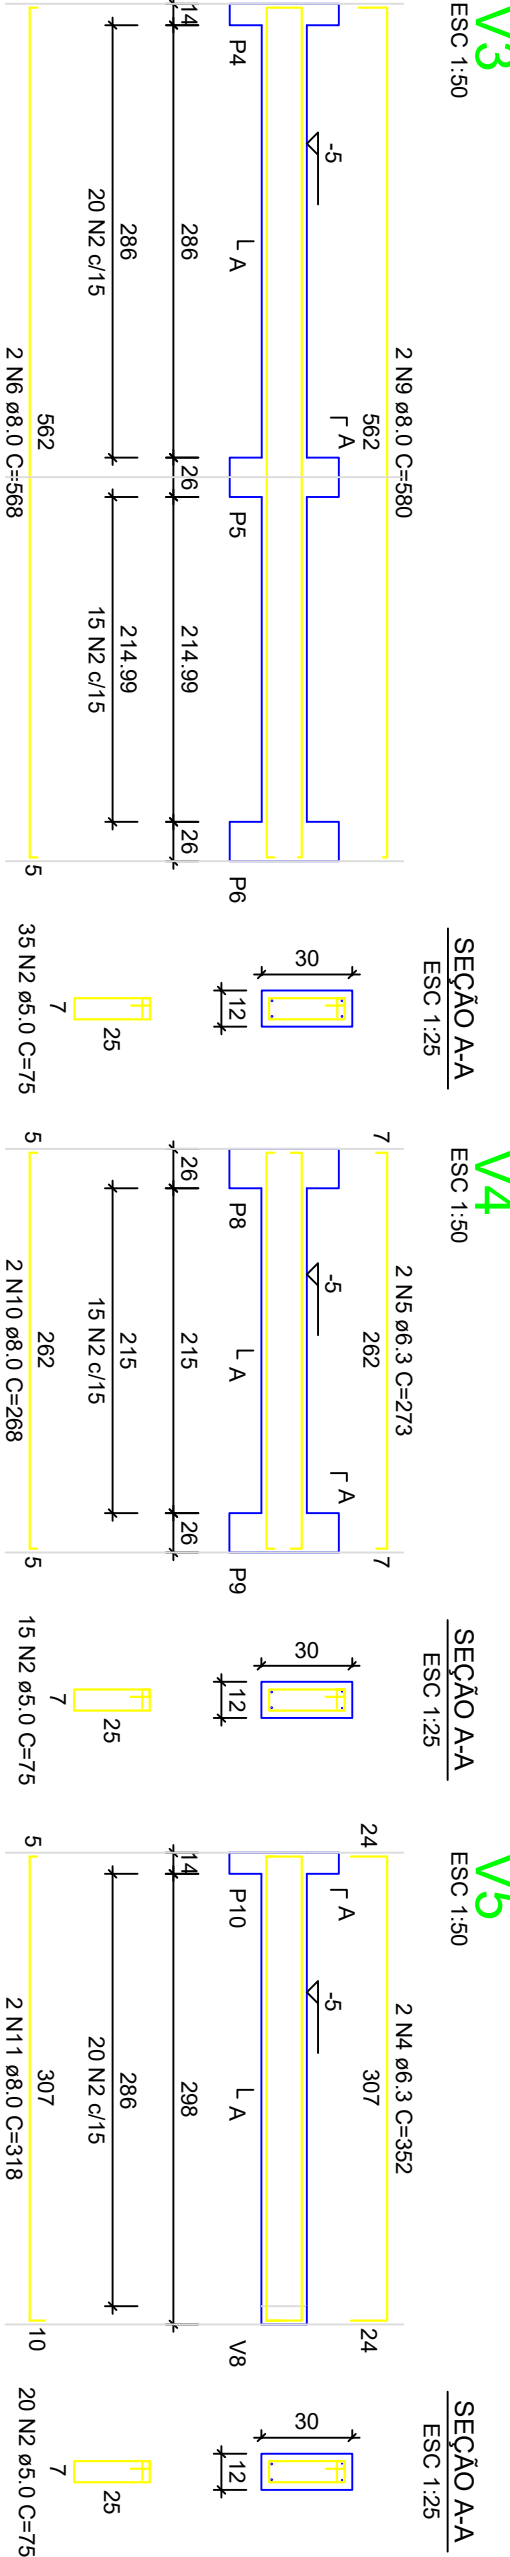 V3
ESC 1:50
2 N9 ø8.0 C=580
562
A
-5
A
P4
P5
P6
14
286
26
214.99
26
286
214.99
20 N2 c/15
15 N2 c/15
562
5
2 N6 ø8.0 C=568
SEÇÃO A-A
ESC 1:25
30
12
25
7
35 N2 ø5.0 C=75
V4
ESC 1:50
2 N5 ø6.3 C=273
7
262
7
A
-5
A
P8
P9
26
215
26
215
15 N2 c/15
5
262
5
2 N10 ø8.0 C=268
SEÇÃO A-A
ESC 1:25
30
12
25
7
15 N2 ø5.0 C=75
V5
ESC 1:50
2 N4 ø6.3 C=352
24
307
24
A
-5
A
P10
V8
14
298
286
20 N2 c/15
5
307
10
2 N11 ø8.0 C=318
SEÇÃO A-A
ESC 1:25
30
12
25
7
20 N2 ø5.0 C=75